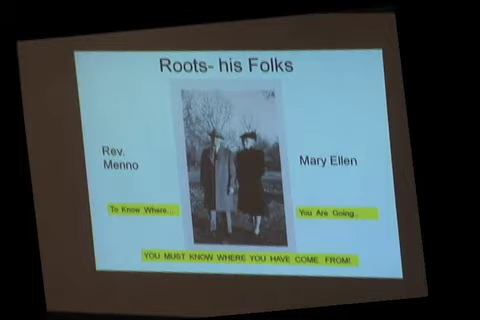 Roots- his Folks
Rev.
Menno
Mary Ellen
To Know Where...
You Are Going..
YOU MUST KNOW WHERE YOU HAVE COME FROM!